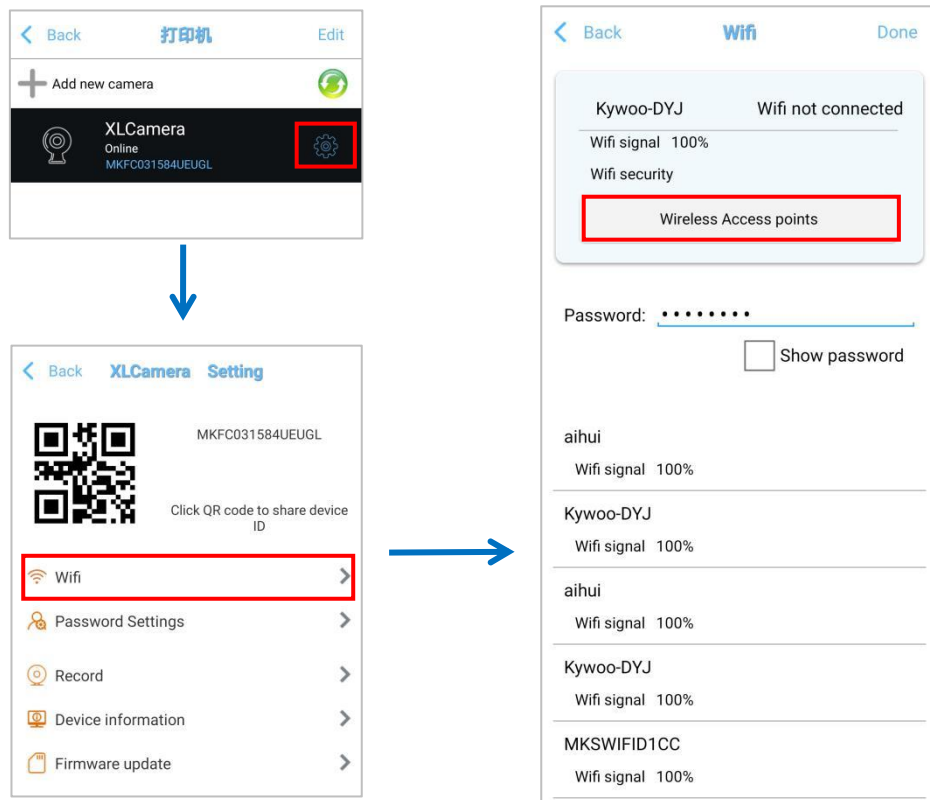 Back 打印机 Edit
Add new camera
XLCamera
Online
MKFC031584UEUGL
Back XLCamera Setting
MKFC031584UEUGL
Click QR code to share device
ID
Wifi
Password Settings
Record
Device information
Firmware update
Back Wifi Done
Kywoo-DYJ Wifi not connected
Wifi signal 100%
Wifi security
Wireless Access points
Password: ••••••••
Show password
aihui
Wifi signal 100%
Kywoo-DYJ
Wifi signal 100%
aihui
Wifi signal 100%
Kywoo-DYJ
Wifi signal 100%
MKSWIFID1CC
Wifi signal 100%